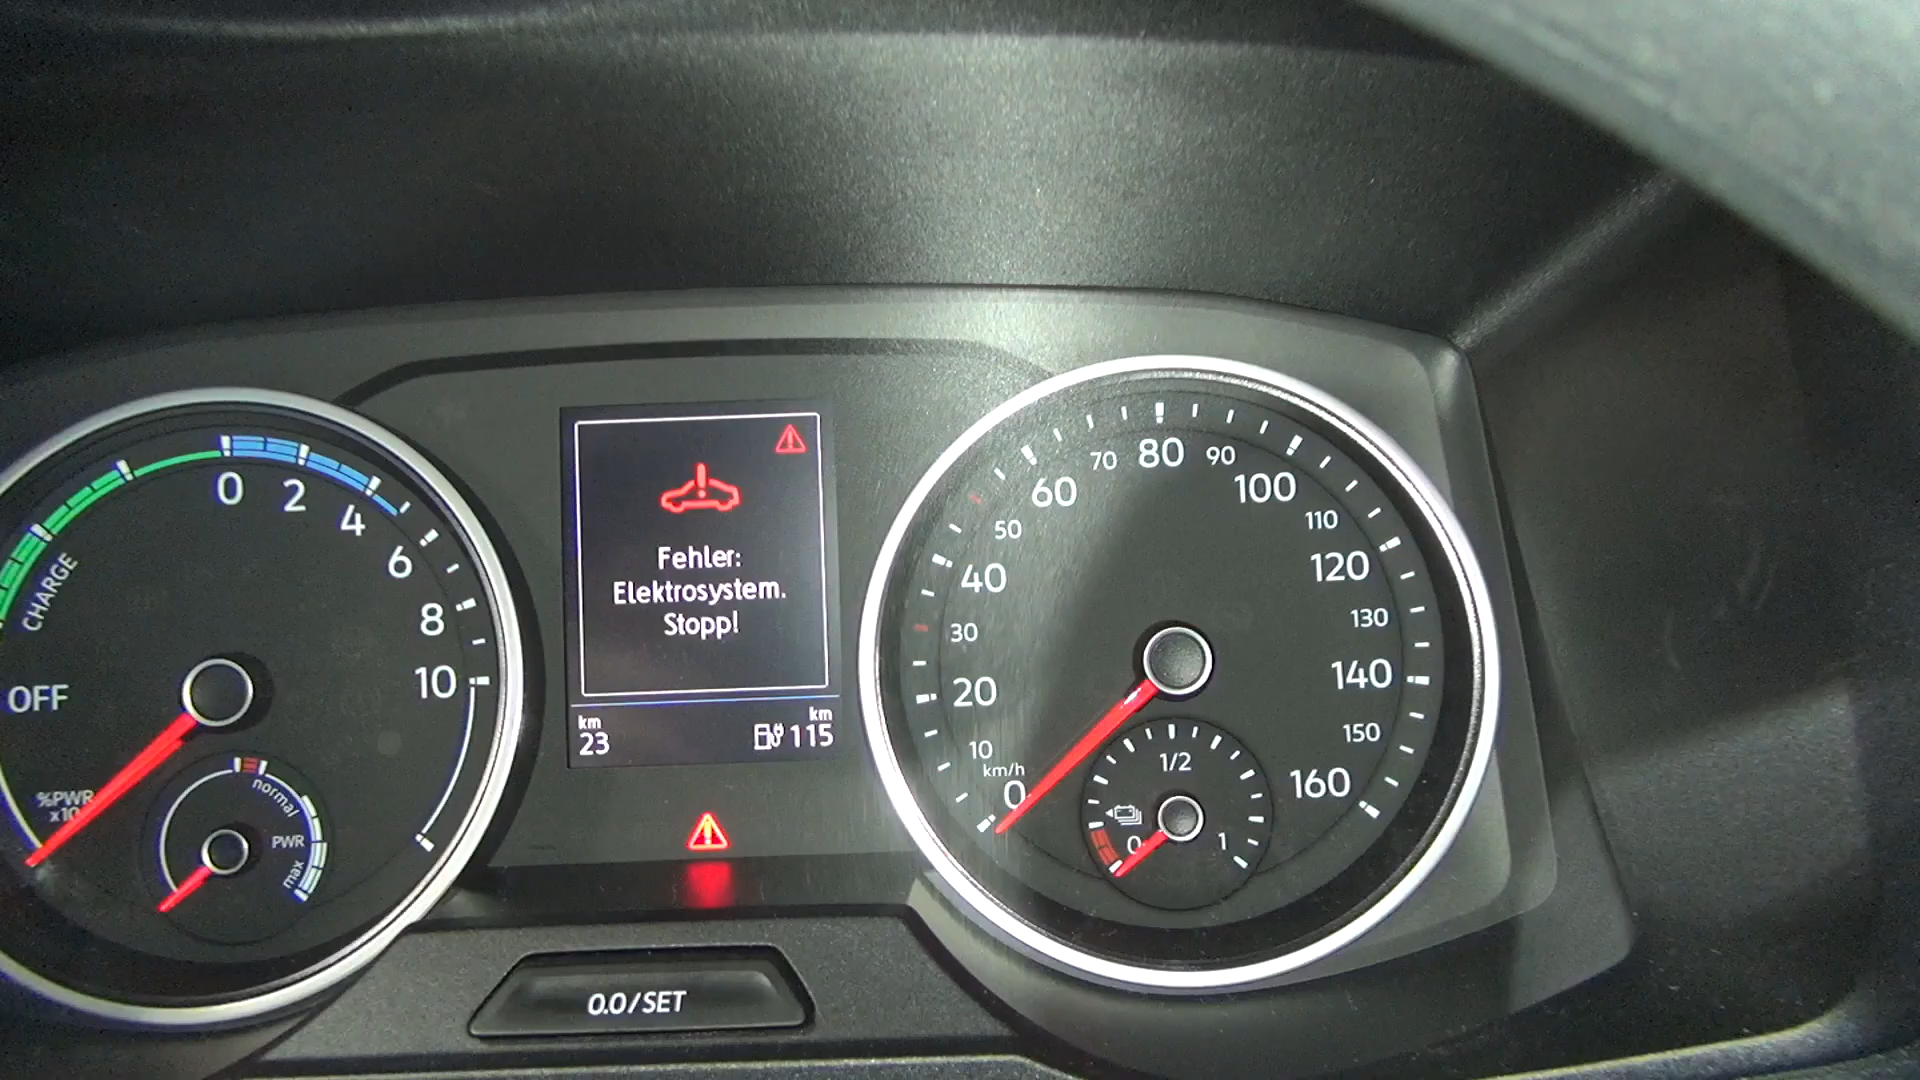 0 2 4 6 8 10
CHARGE
OFF
%PWR
x10
normal
PWR
max
Fehler:
Elektrosystem.
Stopp!
km
23
km
115
0.0/SET
0 10 20 30 40 50 60 70 80 90 100 110 120 130 140 150 160
km/h
1/2
0 1